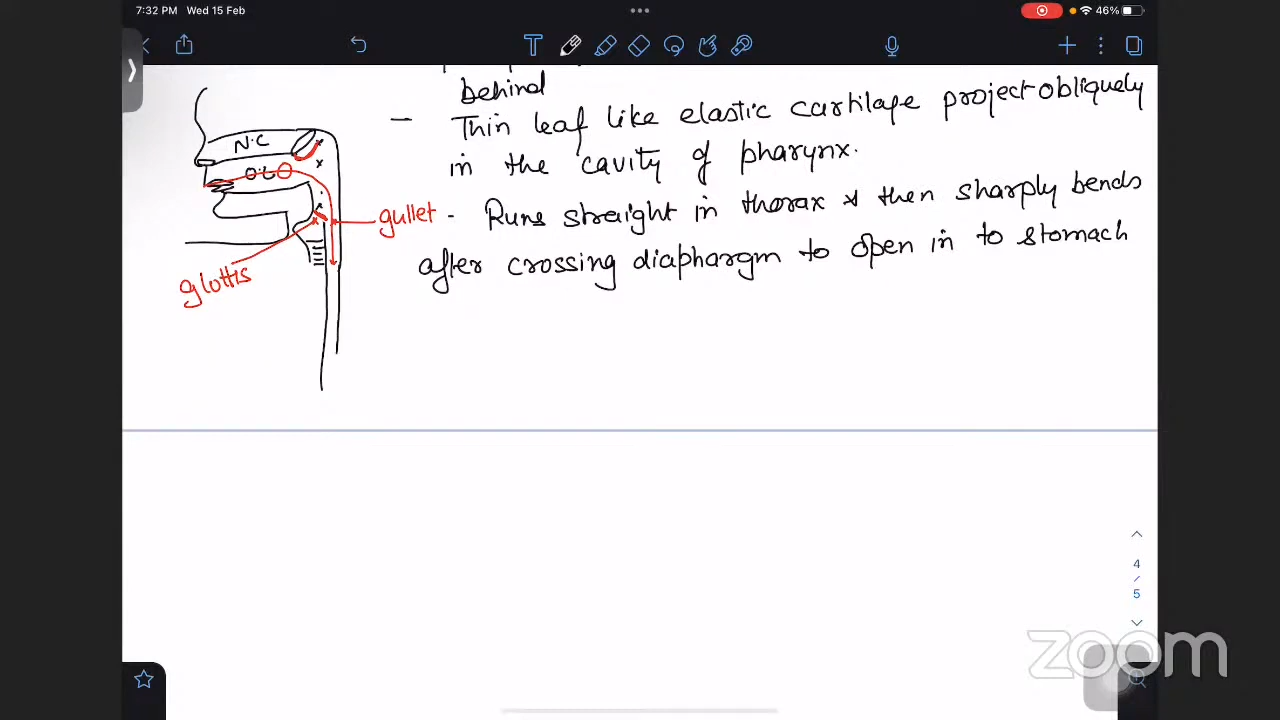 7:32 PM Wed 15 Feb
46%
behind
Thin leaf like elastic cartilage project obliquely
in the cavity of pharynx.
Runs straight in thorax & then sharply bends
after crossing diaphargm to open in to stomach
N.C
gullet
glottis
4
/
5
zoom